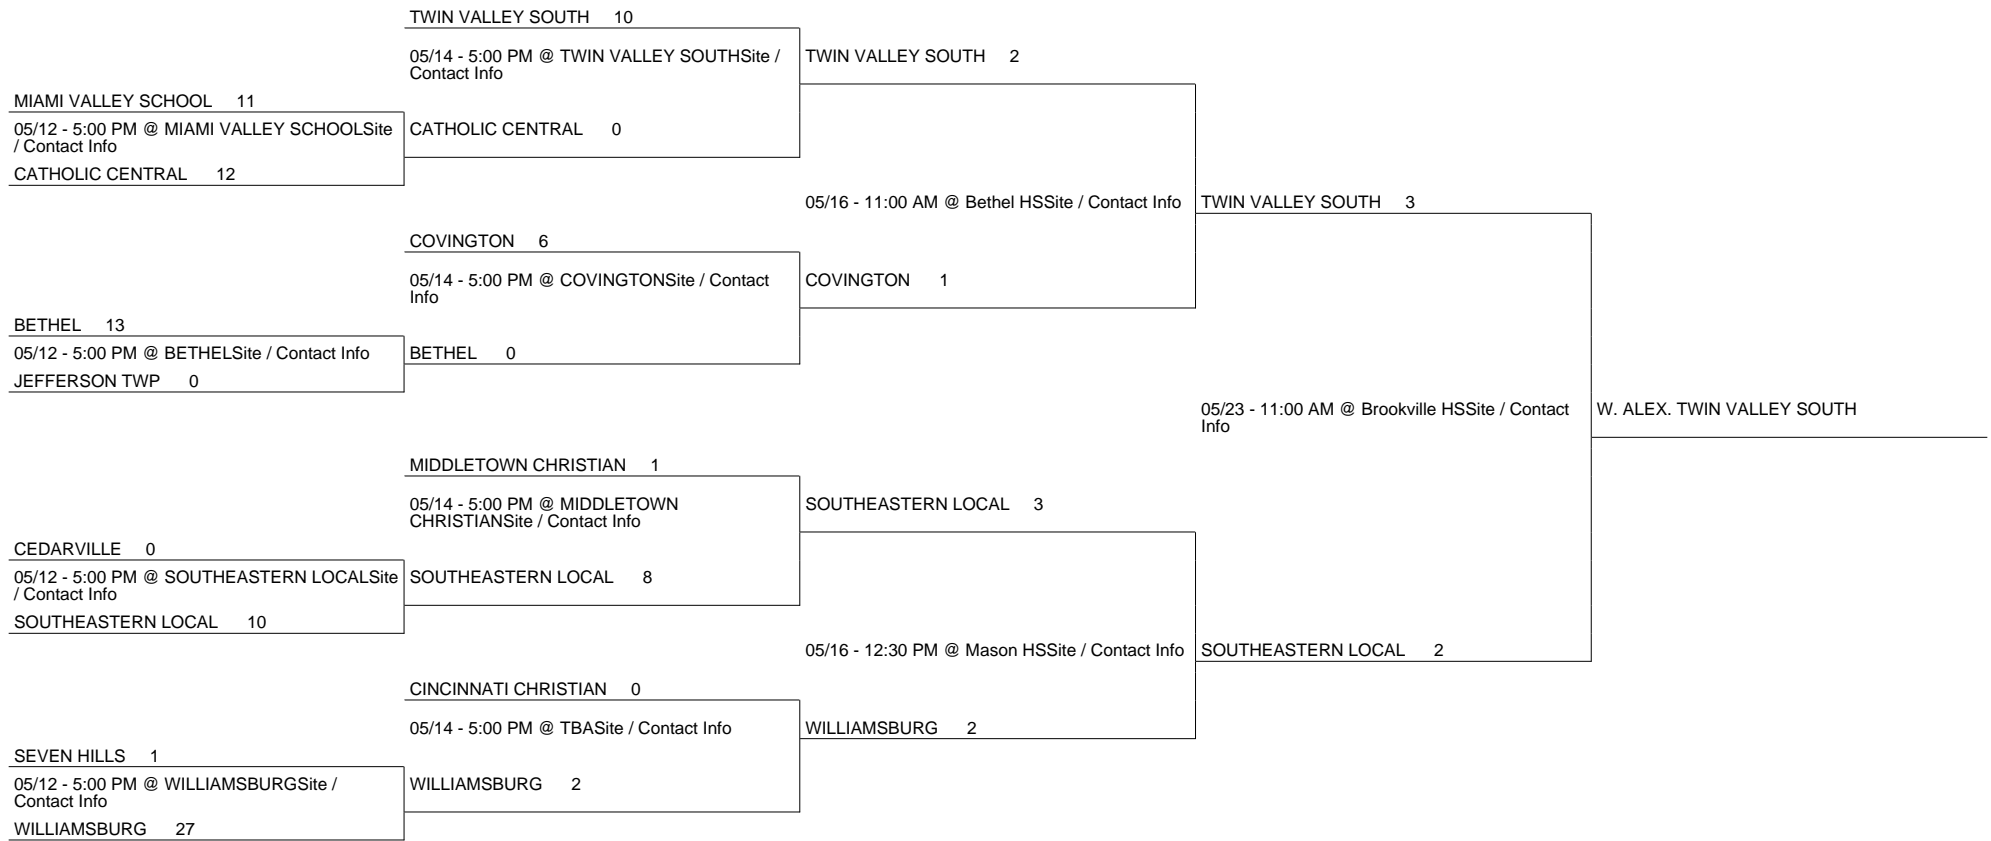 TWIN VALLEY SOUTH 10
05/14 - 5:00 PM @ TWIN VALLEY SOUTHSite /
Contact Info
TWIN VALLEY SOUTH 2
MIAMI VALLEY SCHOOL 11
05/12 - 5:00 PM @ MIAMI VALLEY SCHOOLSite
/ Contact Info
CATHOLIC CENTRAL 0
CATHOLIC CENTRAL 12
05/16 - 11:00 AM @ Bethel HSSite / Contact Info
TWIN VALLEY SOUTH 3
COVINGTON 6
05/14 - 5:00 PM @ COVINGTONSite / Contact
Info
COVINGTON 1
BETHEL 13
05/12 - 5:00 PM @ BETHELSite / Contact Info
BETHEL 0
JEFFERSON TWP 0
05/23 - 11:00 AM @ Brookville HSSite / Contact
Info
W. ALEX. TWIN VALLEY SOUTH
MIDDLETOWN CHRISTIAN 1
05/14 - 5:00 PM @ MIDDLETOWN
CHRISTIANSite / Contact Info
SOUTHEASTERN LOCAL 3
CEDARVILLE 0
05/12 - 5:00 PM @ SOUTHEASTERN LOCALSite
/ Contact Info
SOUTHEASTERN LOCAL 8
SOUTHEASTERN LOCAL 10
05/16 - 12:30 PM @ Mason HSSite / Contact Info
SOUTHEASTERN LOCAL 2
CINCINNATI CHRISTIAN 0
05/14 - 5:00 PM @ TBASite / Contact Info
WILLIAMSBURG 2
SEVEN HILLS 1
05/12 - 5:00 PM @ WILLIAMSBURGSite /
Contact Info
WILLIAMSBURG 2
WILLIAMSBURG 27